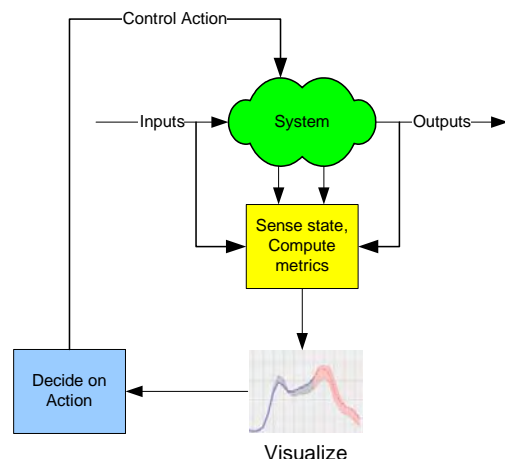 Control Action
Inputs
System
Outputs
Sense state,
Compute
metrics
Decide on
Action
Visualize